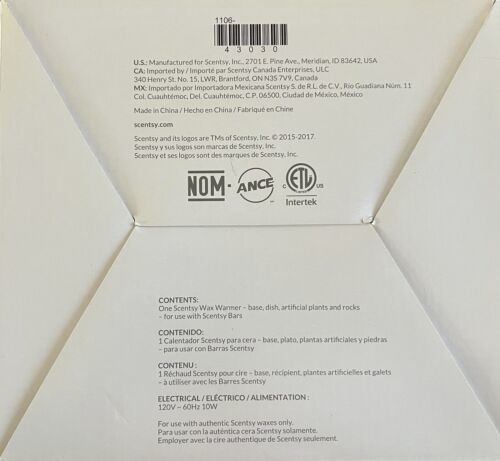 1106-
43030
U.S.: Manufactured for Scentsy, Inc., 2701 E. Pine Ave., Meridian, ID 83642, USA
CA: Imported by / Importé par Scentsy Canada Enterprises, ULC
340 Henry St. No. 15, LWR, Brantford, ON N3S 7V9, Canada
MX: Importado por Importadora Mexicana Scentsy S. de R.L. de C.V., Rio Guadiana Núm. 11
Col. Cuauhtémoc, Del. Cuauhtémoc, C.P. 06500, Ciudad de México, México
Made in China / Hecho en China / Fabriqué en Chine
scentsy.com
Scentsy and its logos are TMs of Scentsy, Inc. © 2015-2017.
Scentsy y sus logos son marcas de Scentsy, Inc.
Scentsy et ses logos sont des marques de Scentsy, Inc.
NOM - ANCE
C ETL US
Intertek
CONTENTS:
One Scentsy Wax Warmer – base, dish, artificial plants and rocks
– for use with Scentsy Bars
CONTENIDO:
1 Calentador Scentsy para cera – base, plato, plantas artificiales y piedras
– para usar con Barras Scentsy
CONTENU :
1 Réchaud Scentsy pour cire – base, récipient, plantes artificielles et galets
– à utiliser avec les Barres Scentsy
ELECTRICAL / ELÉCTRICO / ALIMENTATION :
120V ~ 60Hz 10W
For use with authentic Scentsy waxes only.
Para usar con la auténtica cera Scentsy solamente.
Employer avec la cire authentique de Scentsy seulement.